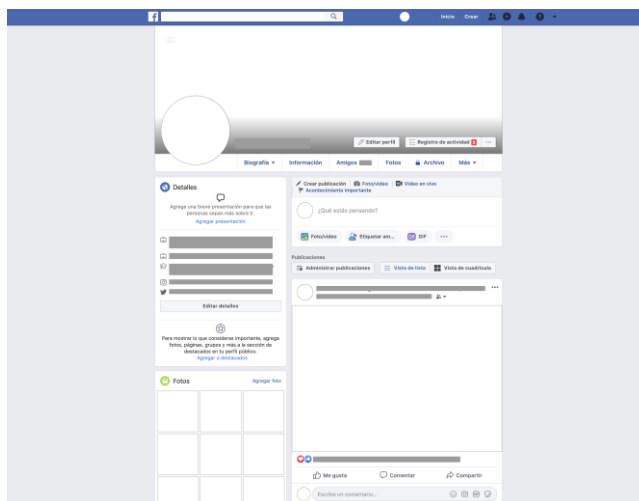 f
Inicio Crear
Editar perfil
Registro de actividad
Biografía Información Amigos Fotos Archivo Más
Detalles
Agrega una breve presentación para que las
personas sepan más sobre ti.
Agregar presentación
Editar detalles
Para mostrar lo que consideras importante, agrega
fotos, páginas, grupos y más a la sección de
destacados en tu perfil público.
Agregar a destacados
Fotos
Agregar foto
Crear publicación Foto/video Video en vivo
Acontecimiento importante
¿Qué estás pensando?
Foto/video Etiquetar am... GIF ...
Publicaciones
Administrar publicaciones Vista de lista Vista de cuadrícula
Me gusta Comentar Compartir
Escribe un comentario...